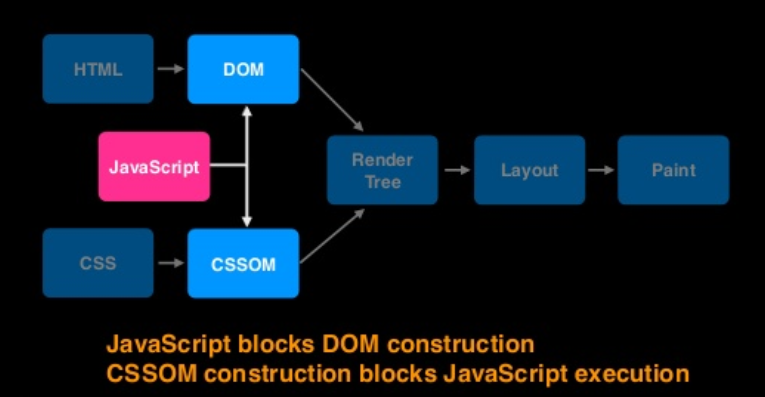 HTML
DOM
JavaScript
Render
Tree
Layout
Paint
CSS
CSSOM
JavaScript blocks DOM construction
CSSOM construction blocks JavaScript execution